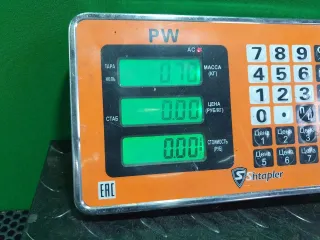 PW
AC
ТАРА
НОЛЬ
0.70
МАССА
(КГ)
СТАБ
0.00
ЦЕНА
(РУБ/КГ)
0.00
СТОИМОСТЬ
(РУБ)
7 8 9
4 5 6
1 2 3
0 .
Цена 1 Цена 2 Цена 3
Цена 5 Цена 6 Цена 7
EAC
Shtapler